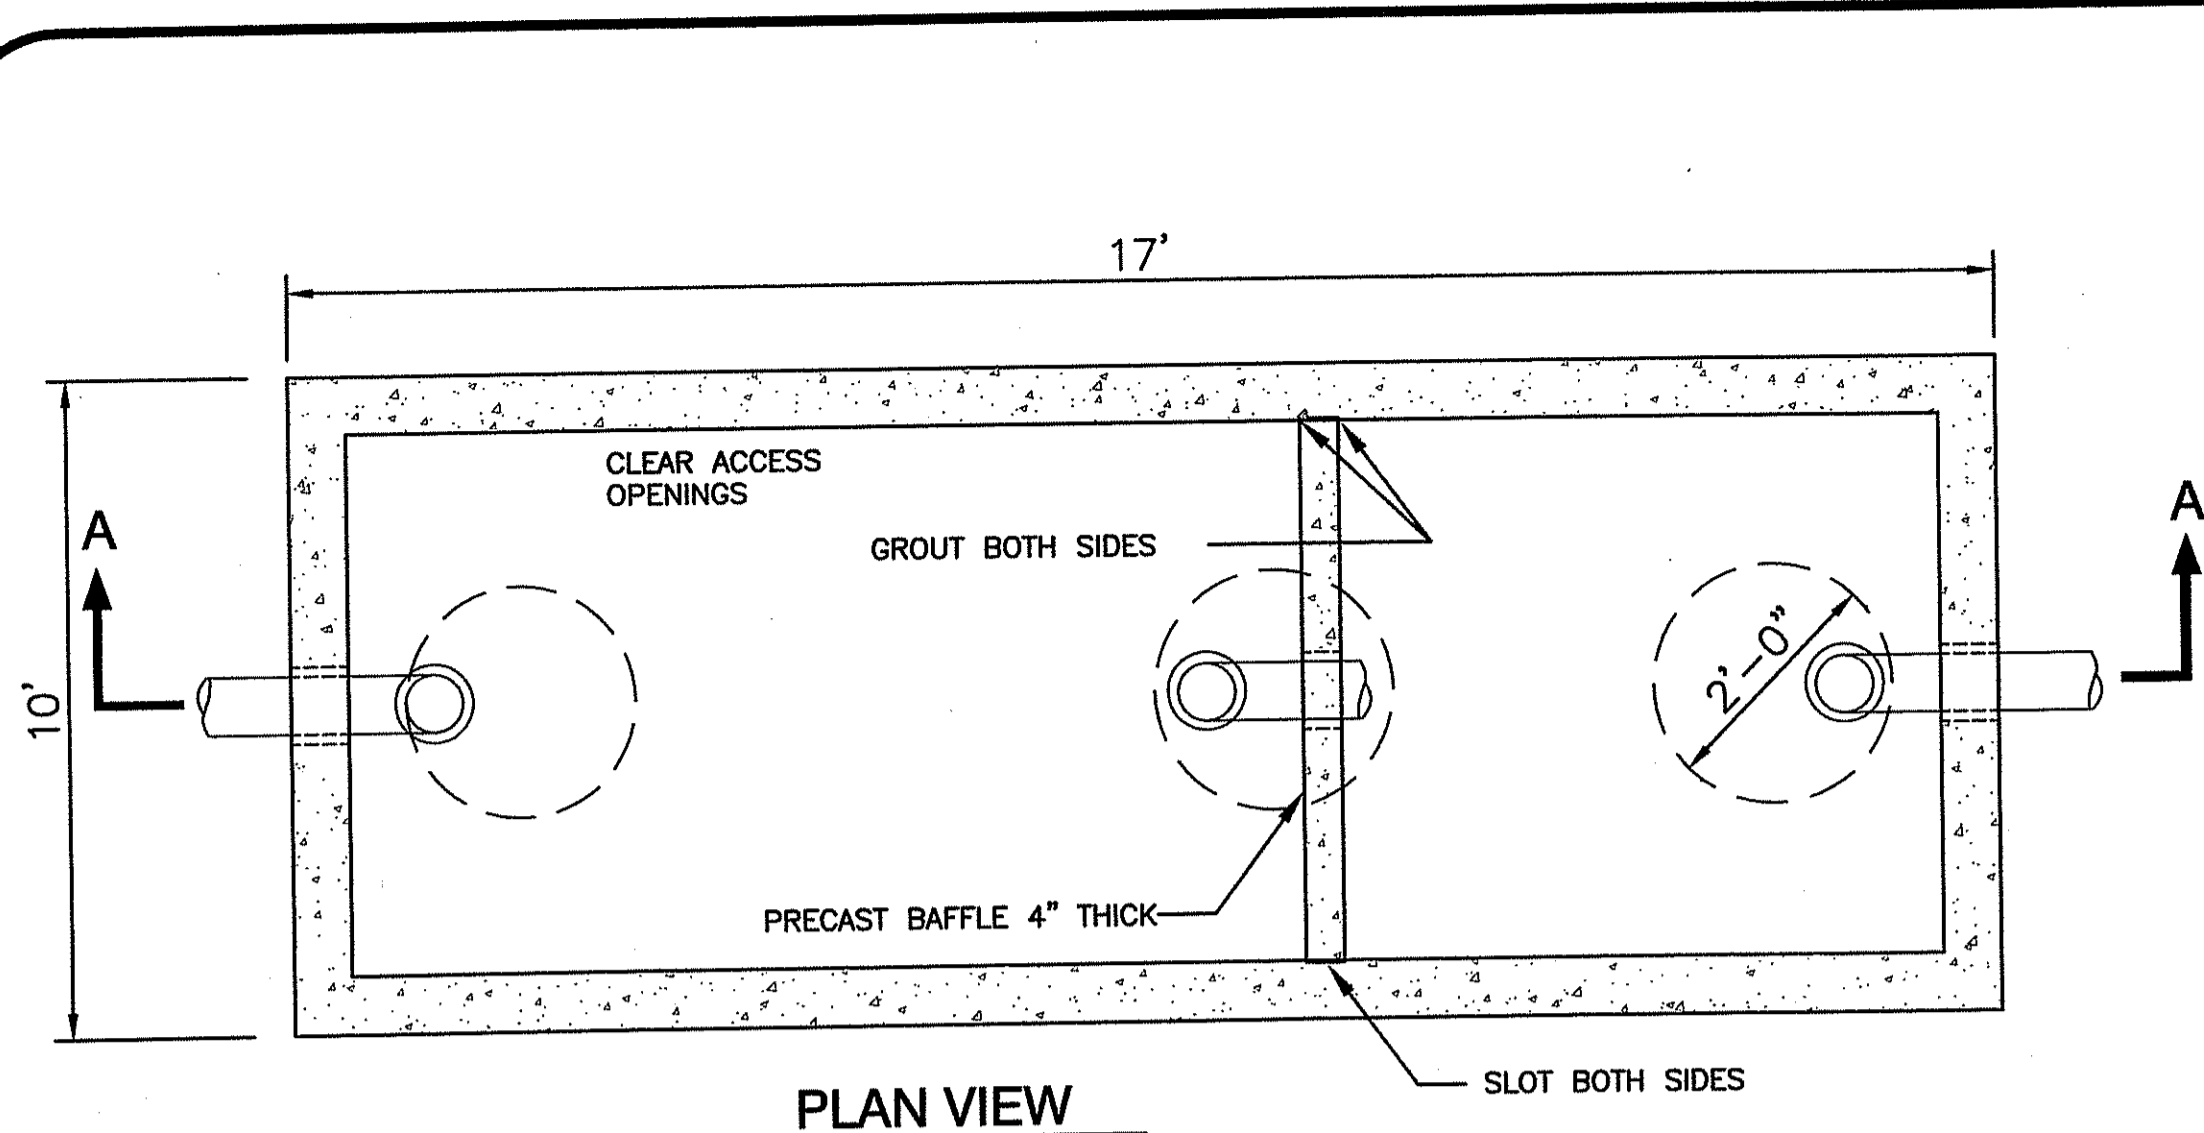 17'
CLEAR ACCESS
OPENINGS
A
A
GROUT BOTH SIDES
2'-0"
10'
PRECAST BAFFLE 4" THICK
SLOT BOTH SIDES
PLAN VIEW